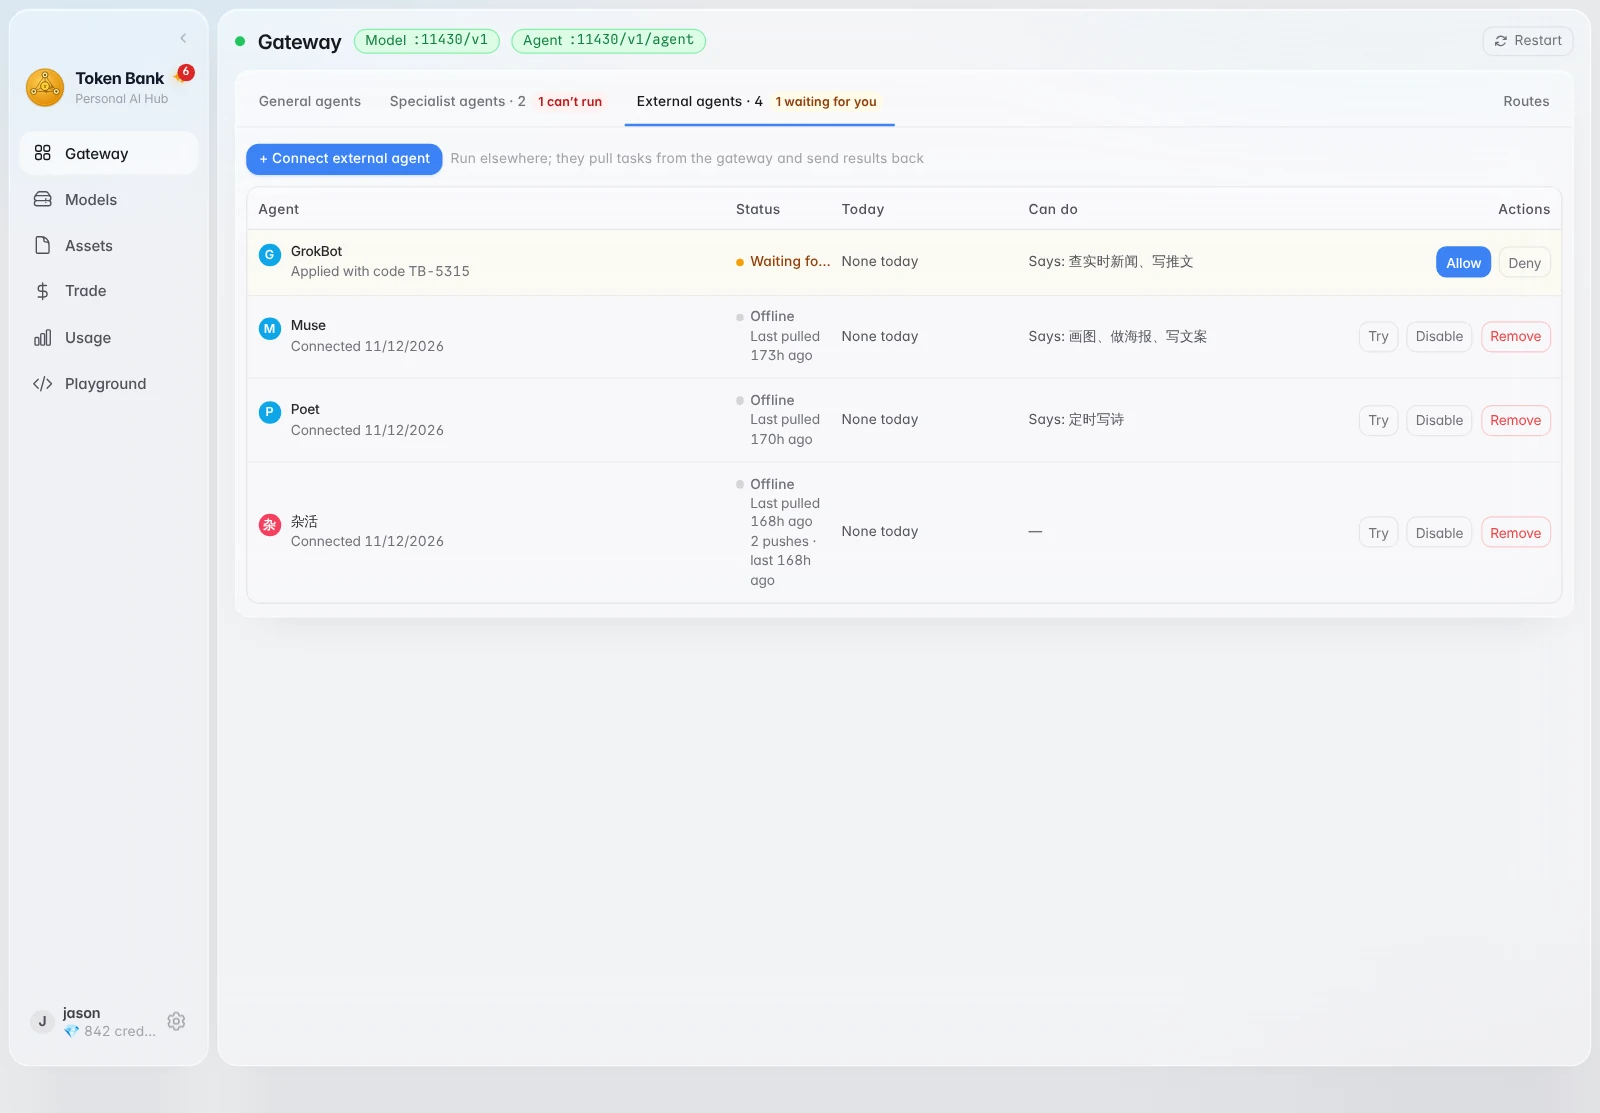 Token Bank
6
Personal AI Hub
Gateway
Models
Assets
Trade
Usage
Playground
J
jason
842 cred...
Gateway
Model :11430/v1
Agent :11430/v1/agent
Restart
General agents
Specialist agents · 2
1 can't run
External agents · 4
1 waiting for you
Routes
+ Connect external agent
Run elsewhere; they pull tasks from the gateway and send results back
Agent
Status
Today
Can do
Actions
G
GrokBot
Applied with code TB-5315
Waiting fo...
None today
Says: 查实时新闻、写推文
Allow
Deny
M
Muse
Connected 11/12/2026
Offline
Last pulled
173h ago
None today
Says: 画图、做海报、写文案
Try
Disable
Remove
P
Poet
Connected 11/12/2026
Offline
Last pulled
170h ago
None today
Says: 定时写诗
Try
Disable
Remove
杂
杂活
Connected 11/12/2026
Offline
Last pulled
168h ago
2 pushes ·
last 168h
ago
None today
—
Try
Disable
Remove